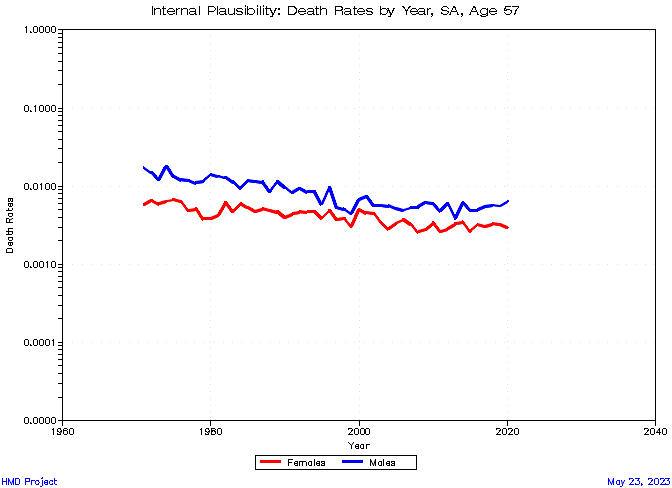 Internal Plausibility: Death Rates by Year, SA, Age 57
1.0000
0.1000
0.0100
0.0010
0.0001
0.0000
Death Rates
1960
1980
2000
2020
2040
Year
Females
Males
HMD Project
May 23, 2023